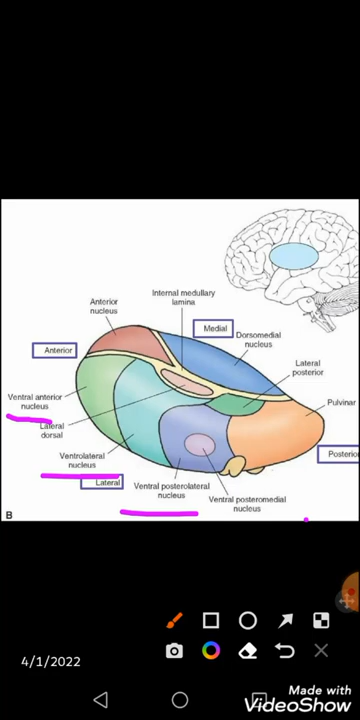 Internal medullary
lamina
Anterior
nucleus
Medial
Dorsomedial
nucleus
Anterior
Lateral
posterior
Ventral anterior
nucleus
Pulvinar
Lateral
dorsal
Ventrolateral
nucleus
Posterio
Lateral
Ventral posterolateral
nucleus
Ventral posteromedial
nucleus
B
4/1/2022
Made with
VideoShow